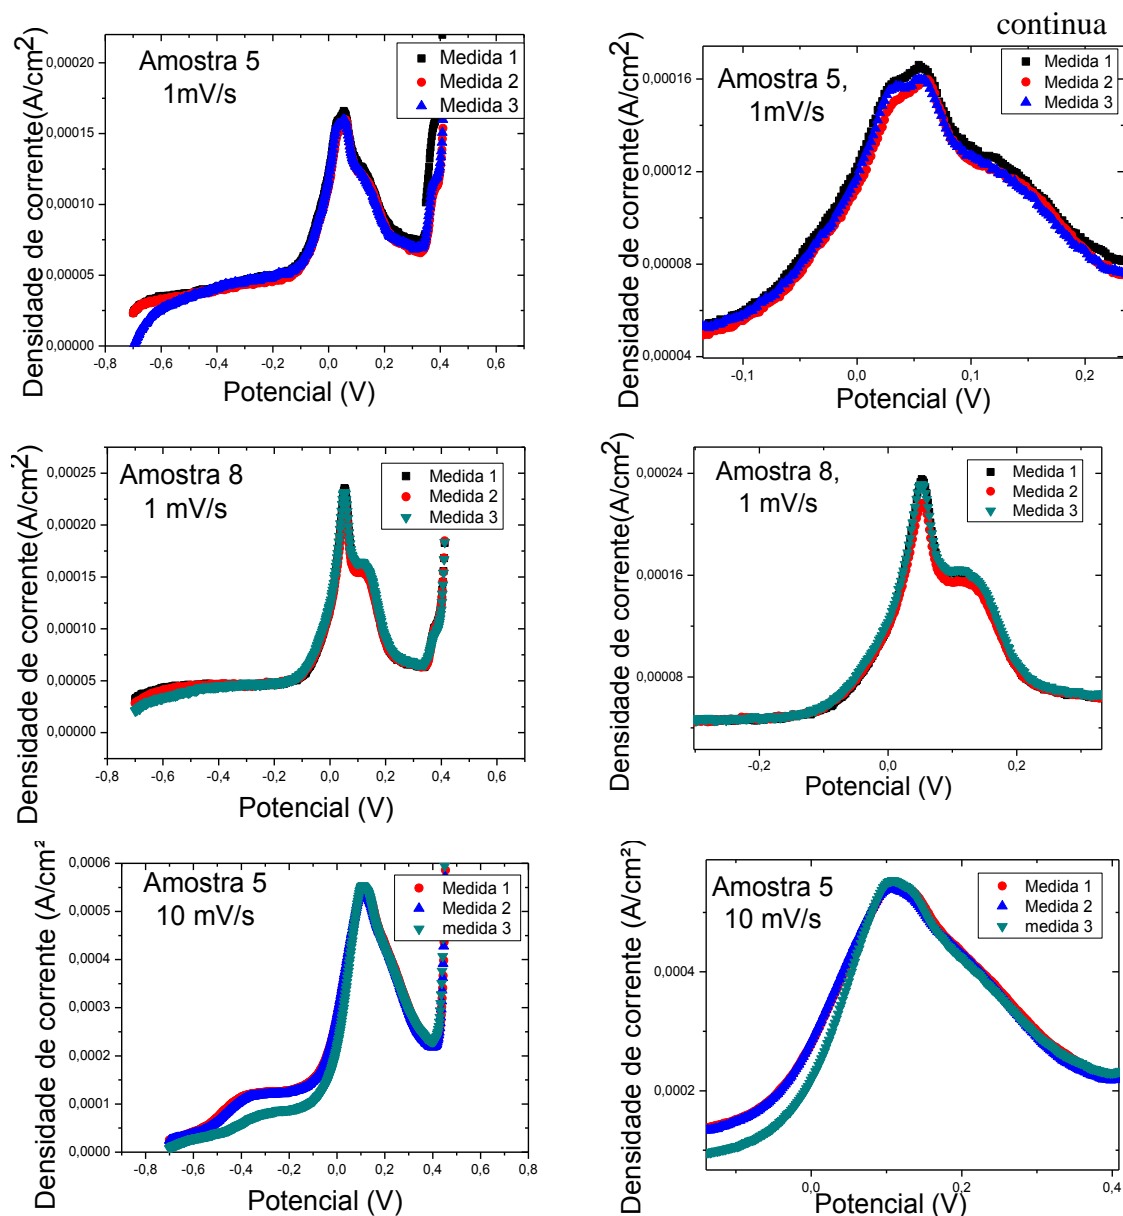 continua
Densidade de corrente(A/cm²)
0,00020
0,00015
0,00010
0,00005
0,00000
Amostra 5
1mV/s
Medida 1
Medida 2
Medida 3
-0,8 -0,6 -0,4 -0,2 0,0 0,2 0,4 0,6
Potencial (V)
Densidade de corrente(A/cm²)
0,00016
0,00012
0,00008
0,00004
Amostra 5,
1mV/s
Medida 1
Medida 2
Medida 3
-0,1 0,0 0,1 0,2
Potencial (V)
Densidade de corrente(A/cm²)
0,00025
0,00020
0,00015
0,00010
0,00005
0,00000
Amostra 8
1 mV/s
Medida 1
Medida 2
Medida 3
-0,8 -0,6 -0,4 -0,2 0,0 0,2 0,4 0,6
Potencial (V)
Densidade de corrente(A/cm²)
0,00024
0,00016
0,00008
Amostra 8,
1 mV/s
Medida 1
Medida 2
Medida 3
-0,2 0,0 0,2
Potencial (V)
Densidade de corrente (A/cm²
0,0006
0,0005
0,0004
0,0003
0,0002
0,0001
0,0000
Amostra 5
10 mV/s
Medida 1
Medida 2
medida 3
-0,8 -0,6 -0,4 -0,2 0,0 0,2 0,4 0,6 0,8
Potencial (V)
Densidade de corrente (A/cm²)
0,0004
0,0002
Amostra 5
10 mV/s
Medida 1
Medida 2
medida 3
0,0 0,2 0,4
Potencial (V)